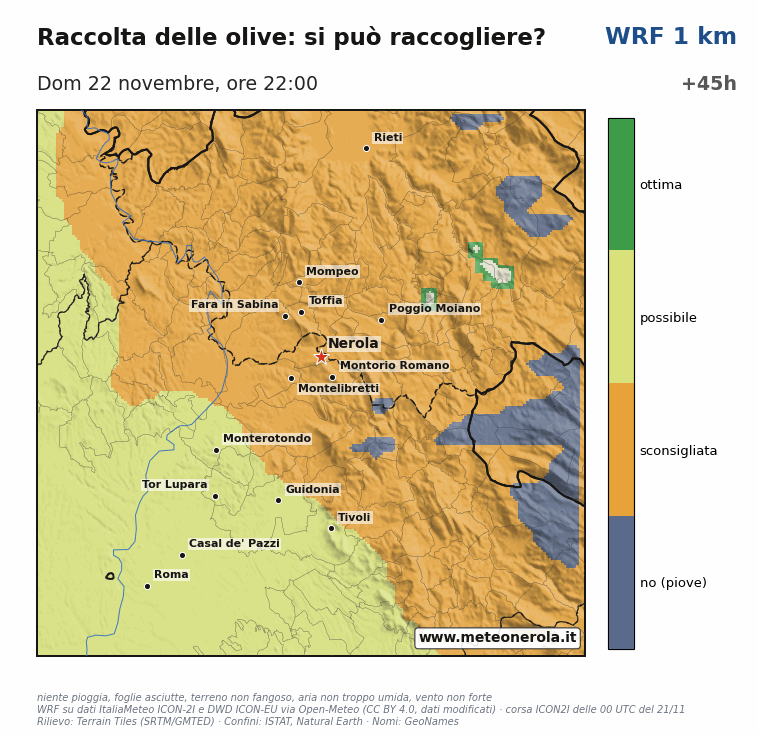 Raccolta delle olive: si può raccogliere?
WRF 1 km
Dom 22 novembre, ore 22:00
+45h
Rieti
Mompeo
Fara in Sabina
Toffia
Poggio Moiano
Nerola
Montorio Romano
Montelibretti
Monterotondo
Tor Lupara
Guidonia
Tivoli
Casal de' Pazzi
Roma
www.meteonerola.it
ottima
possibile
sconsigliata
no (piove)
niente pioggia, foglie asciutte, terreno non fangoso, aria non troppo umida, vento non forte
WRF su dati ItaliaMeteo ICON-2I e DWD ICON-EU via Open-Meteo (CC BY 4.0, dati modificati) · corsa ICON2I delle 00 UTC del 21/11
Rilievo: Terrain Tiles (SRTM/GMTED) · Confini: ISTAT, Natural Earth · Nomi: GeoNames